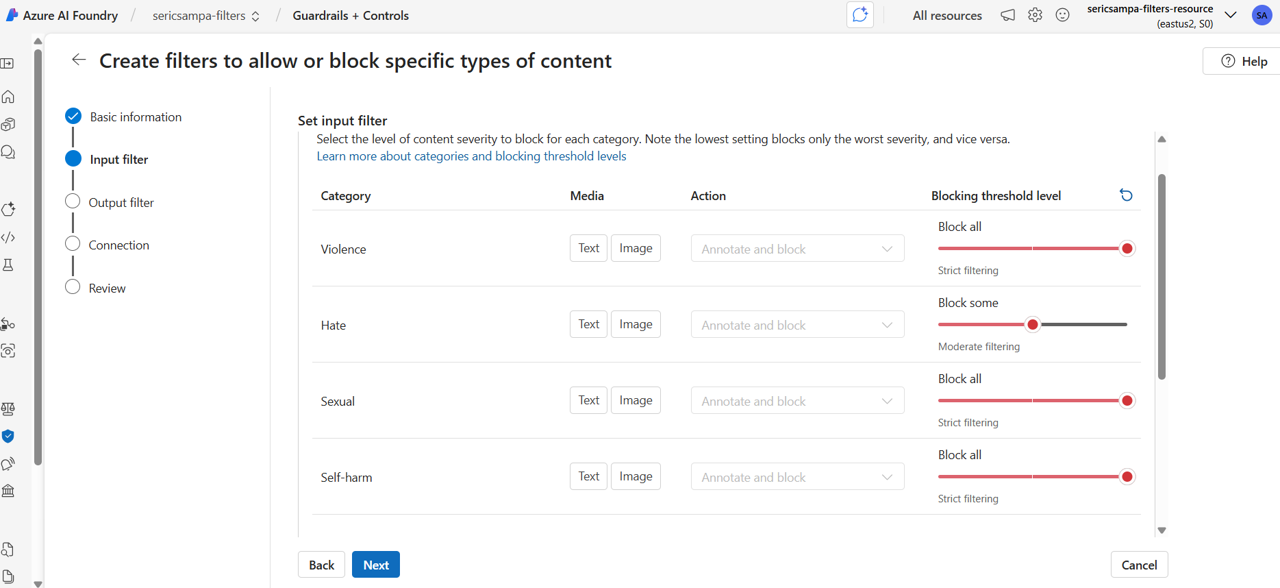 Azure AI Foundry / sericsampa-filters / Guardrails + Controls
All resources
sericsampa-filters-resource
(eastus2, S0)
SA
Create filters to allow or block specific types of content
Help
Basic information
Input filter
Output filter
Connection
Review
Set input filter
Select the level of content severity to block for each category. Note the lowest setting blocks only the worst severity, and vice versa.
Learn more about categories and blocking threshold levels
Category Media Action Blocking threshold level
Violence Text Image Annotate and block
Block all
Strict filtering
Hate Text Image Annotate and block
Block some
Moderate filtering
Sexual Text Image Annotate and block
Block all
Strict filtering
Self-harm Text Image Annotate and block
Block all
Strict filtering
Back Next Cancel